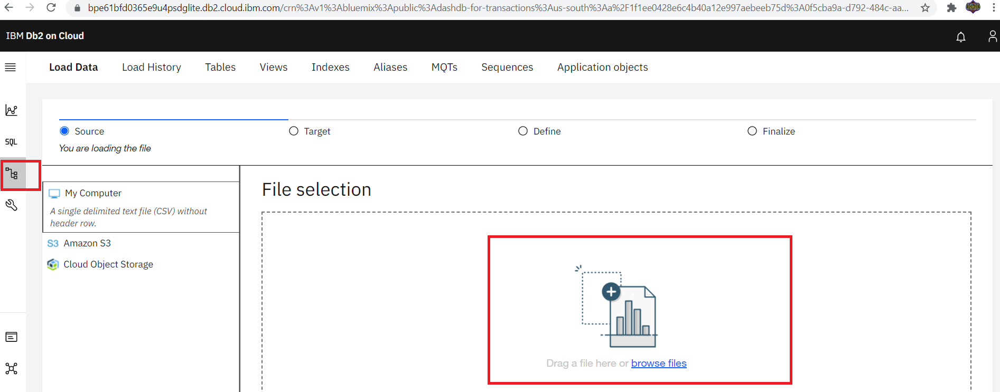 bpe61bfd0365e9u4psdglite.db2.cloud.ibm.com/crn%3Av1%3Abluemix%3Apublic%3Adashdb-for-transactions%3Aus-south%3Aa%2F1f1ee0428e6c4b40a12e997aebeeb75d%3A0f5cba9a-d792-484c-aa...
IBM Db2 on Cloud
Load Data Load History Tables Views Indexes Aliases MQTs Sequences Application objects
Source Target Define Finalize
SQL
You are loading the file
File selection
My Computer
A single delimited text file (CSV) without
header row.
S3 Amazon S3
Cloud Object Storage
Drag a file here or browse files